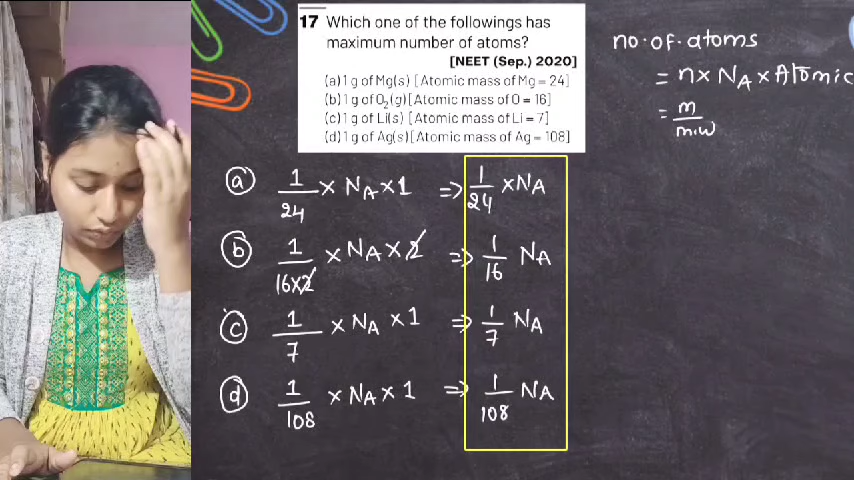 17 Which one of the followings has
maximum number of atoms?
[NEET (Sep.) 2020]
(a) 1 g of Mg(s) [Atomic mass of Mg = 24]
(b) 1 g of O₂(g) [Atomic mass of O = 16]
(c) 1 g of Li(s) [Atomic mass of Li = 7]
(d) 1 g of Ag(s) [Atomic mass of Ag = 108]
no. of. atoms
= n × NA × Atomic
= m/m.w
(a) 1/24 × NA × 1 ⇒ 1/24 × NA
(b) 1/16×2 × NA × 2 ⇒ 1/16 NA
(c) 1/7 × NA × 1 ⇒ 1/7 NA
(d) 1/108 × NA × 1 ⇒ 1/108 NA